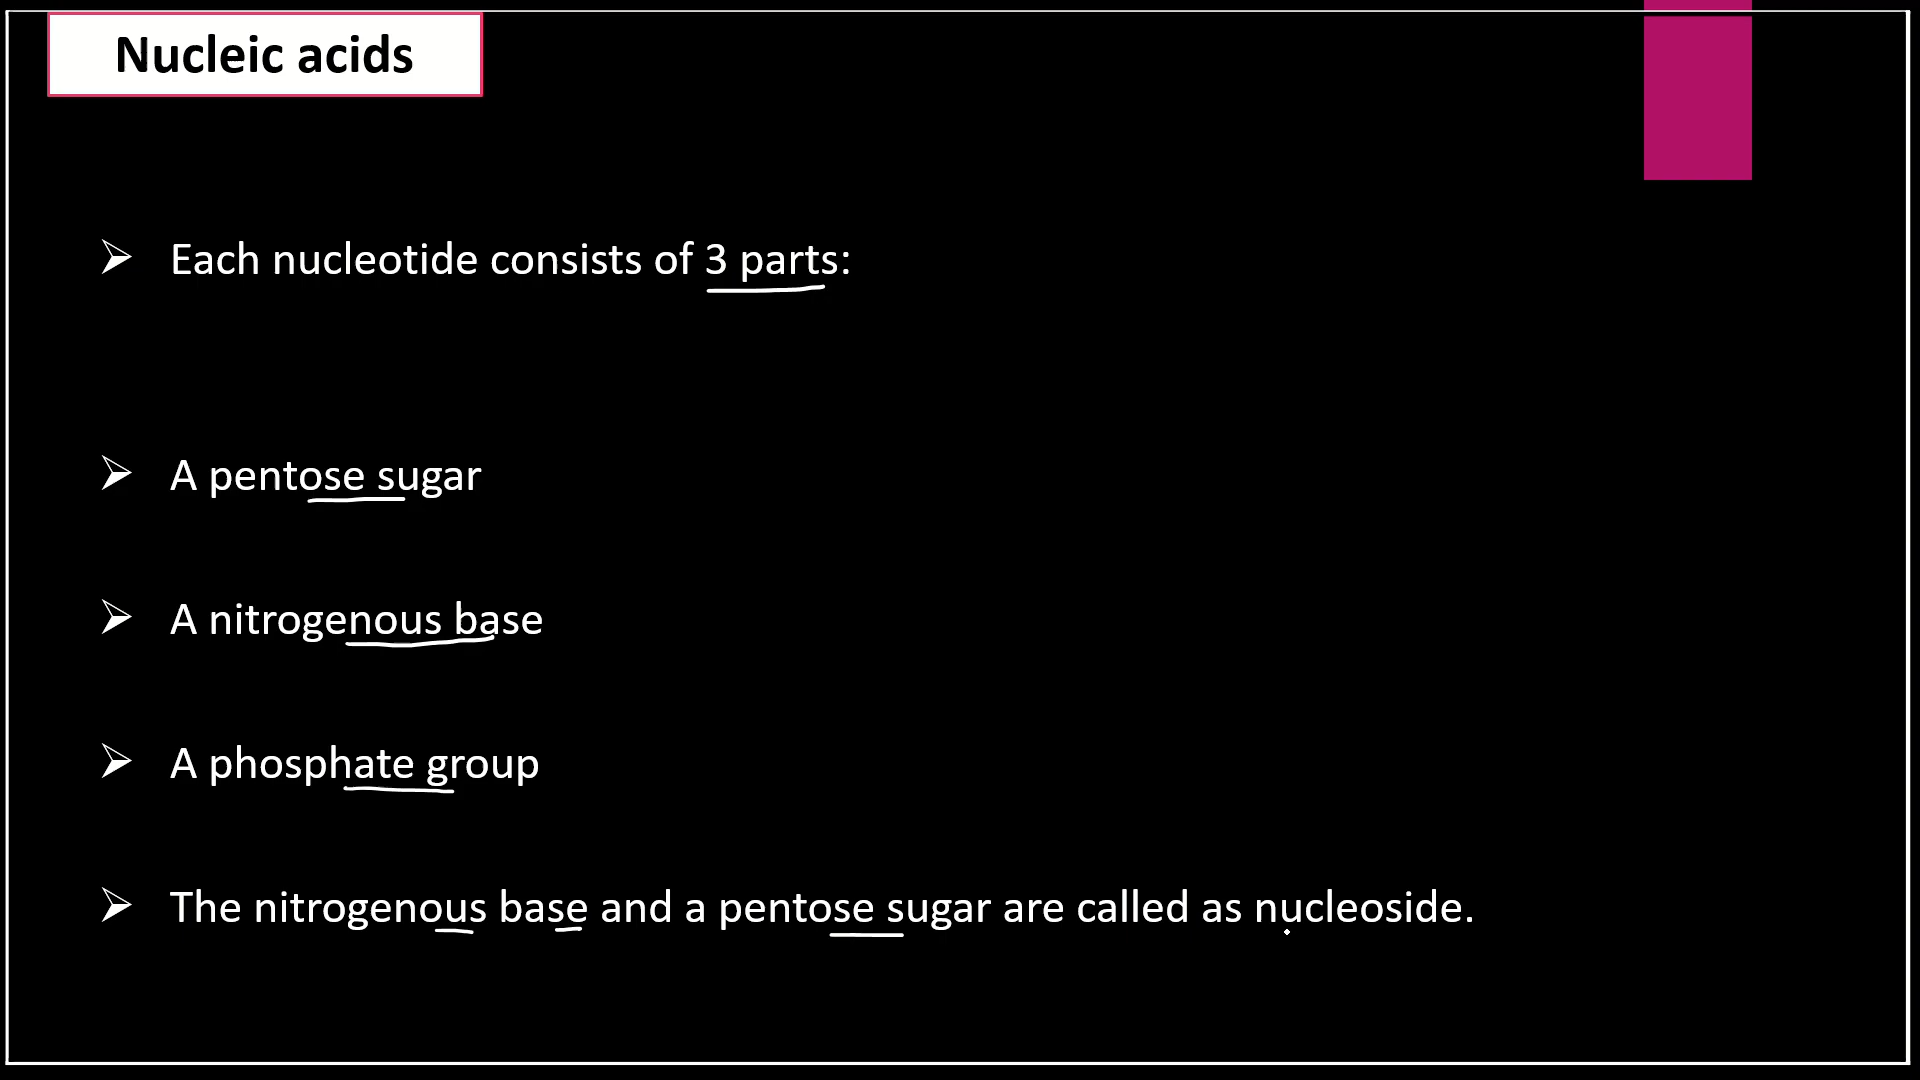 Nucleic acids
Each nucleotide consists of 3 parts:
A pentose sugar
A nitrogenous base
A phosphate group
The nitrogenous base and a pentose sugar are called as nucleoside.